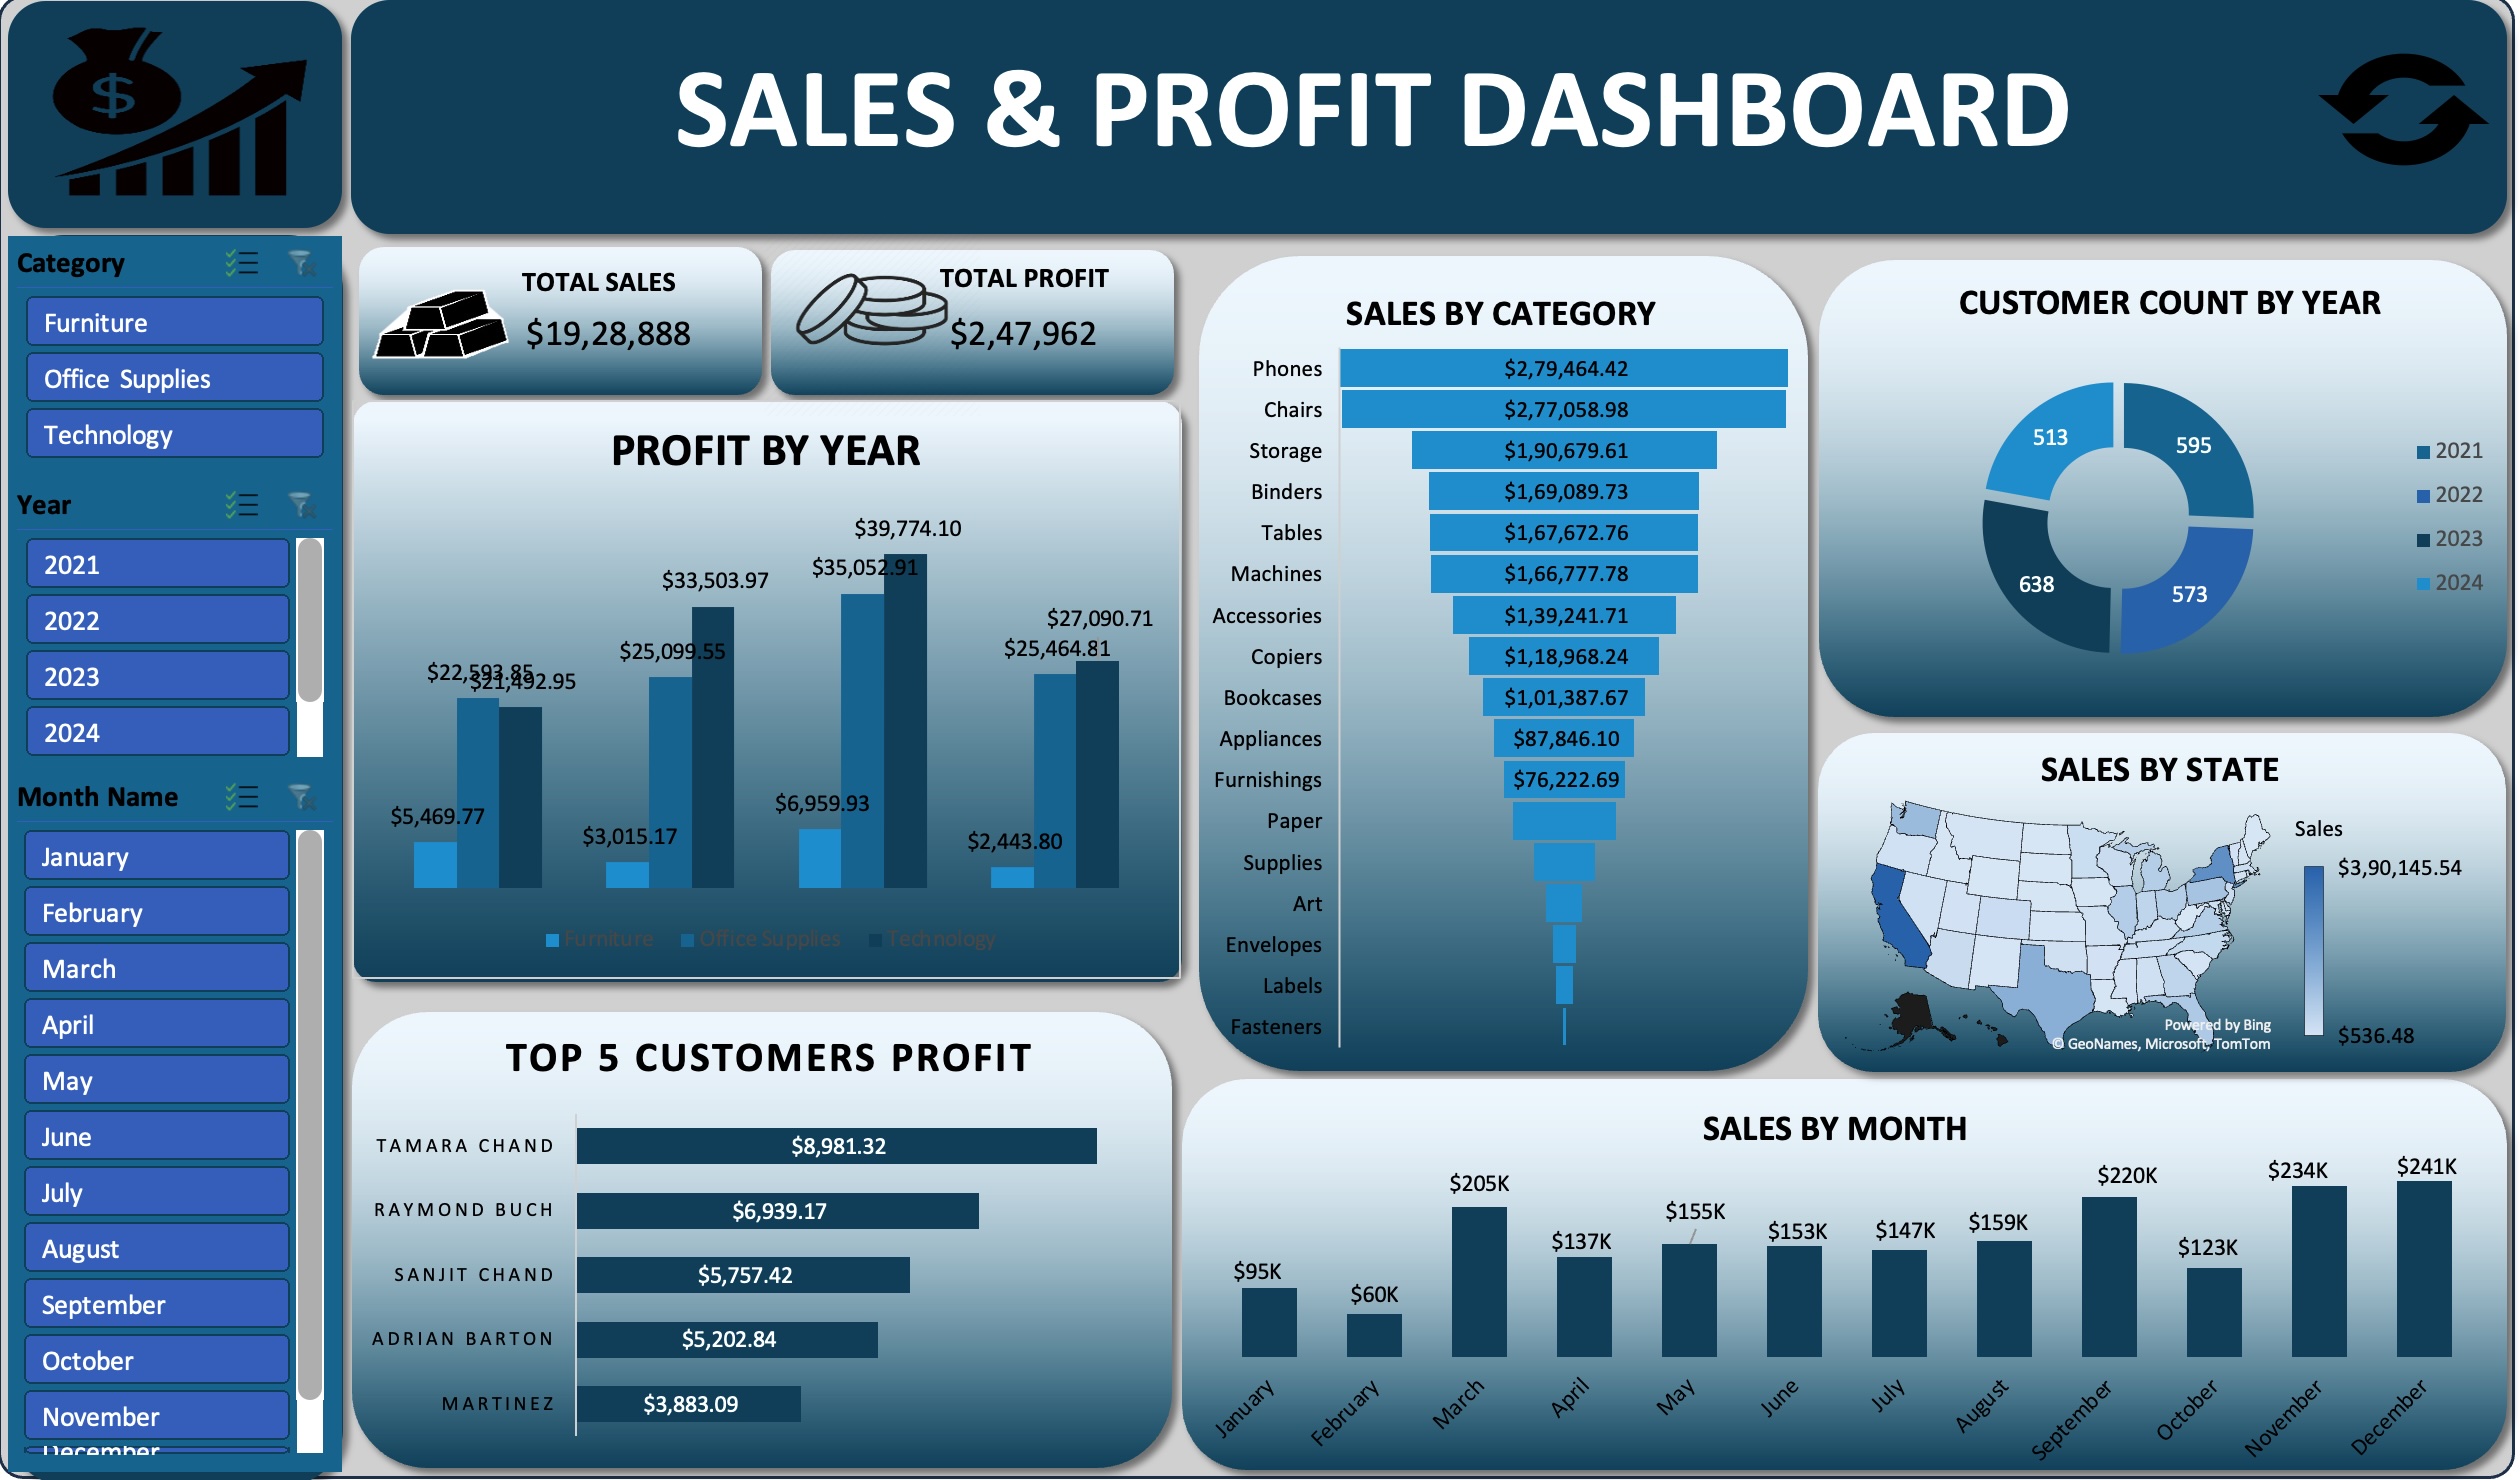 $
SALES & PROFIT DASHBOARD
Category
Furniture
Office Supplies
Technology
Year
2021
2022
2023
2024
Month Name
January
February
March
April
May
June
July
August
September
October
November
December
TOTAL SALES
$19,28,888
TOTAL PROFIT
$2,47,962
PROFIT BY YEAR
$5,469.77
$22,593.85
$21,492.95
$3,015.17
$25,099.55
$33,503.97
$6,959.93
$35,052.91
$39,774.10
$2,443.80
$25,464.81
$27,090.71
Furniture Office Supplies Technology
TOP 5 CUSTOMERS PROFIT
TAMARA CHAND $8,981.32
RAYMOND BUCH $6,939.17
SANJIT CHAND $5,757.42
ADRIAN BARTON $5,202.84
MARTINEZ $3,883.09
SALES BY CATEGORY
Phones $2,79,464.42
Chairs $2,77,058.98
Storage $1,90,679.61
Binders $1,69,089.73
Tables $1,67,672.76
Machines $1,66,777.78
Accessories $1,39,241.71
Copiers $1,18,968.24
Bookcases $1,01,387.67
Appliances $87,846.10
Furnishings $76,222.69
Paper
Supplies
Art
Envelopes
Labels
Fasteners
CUSTOMER COUNT BY YEAR
513
595
638
573
2021
2022
2023
2024
SALES BY STATE
Sales
$3,90,145.54
$536.48
Powered by Bing
© GeoNames, Microsoft, TomTom
SALES BY MONTH
$95K
$60K
$205K
$137K
$155K
$153K
$147K
$159K
$220K
$123K
$234K
$241K
January
February
March
April
May
June
July
August
September
October
November
December